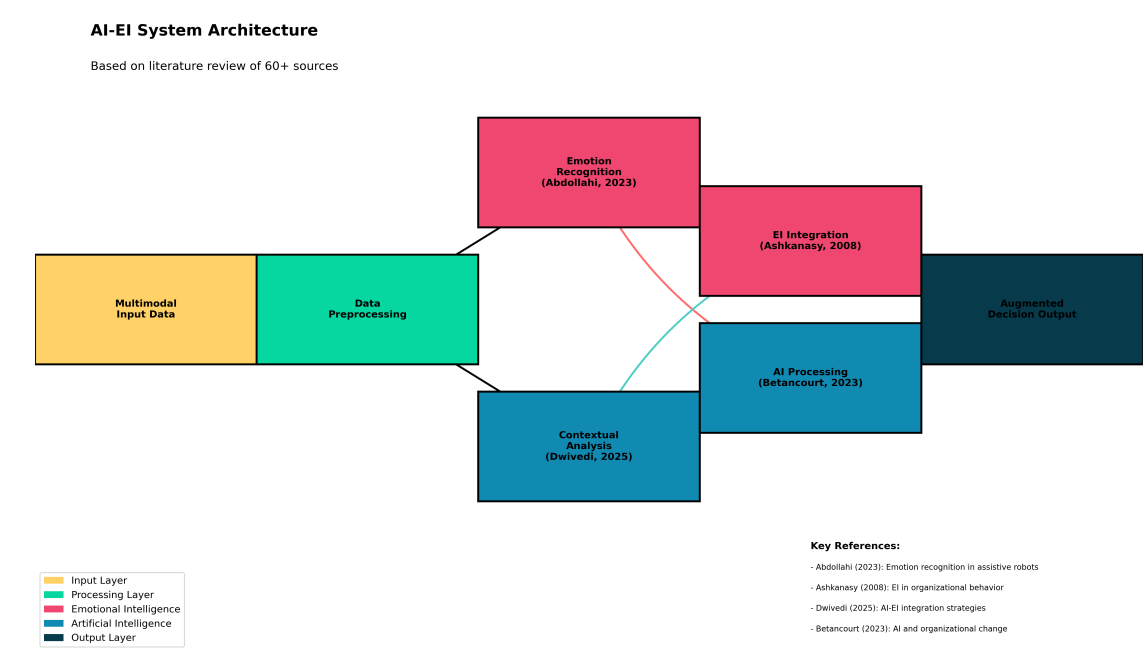 AI-EI System Architecture
Based on literature review of 60+ sources
Emotion
Recognition
(Abdollahi, 2023)
EI Integration
(Ashkanasy, 2008)
Multimodal
Input Data
Data
Preprocessing
Augmented
Decision Output
AI Processing
(Betancourt, 2023)
Contextual
Analysis
(Dwivedi, 2025)
Key References:
- Abdollahi (2023): Emotion recognition in assistive robots
- Ashkanasy (2008): EI in organizational behavior
- Dwivedi (2025): AI-EI integration strategies
- Betancourt (2023): AI and organizational change
Input Layer
Processing Layer
Emotional Intelligence
Artificial Intelligence
Output Layer